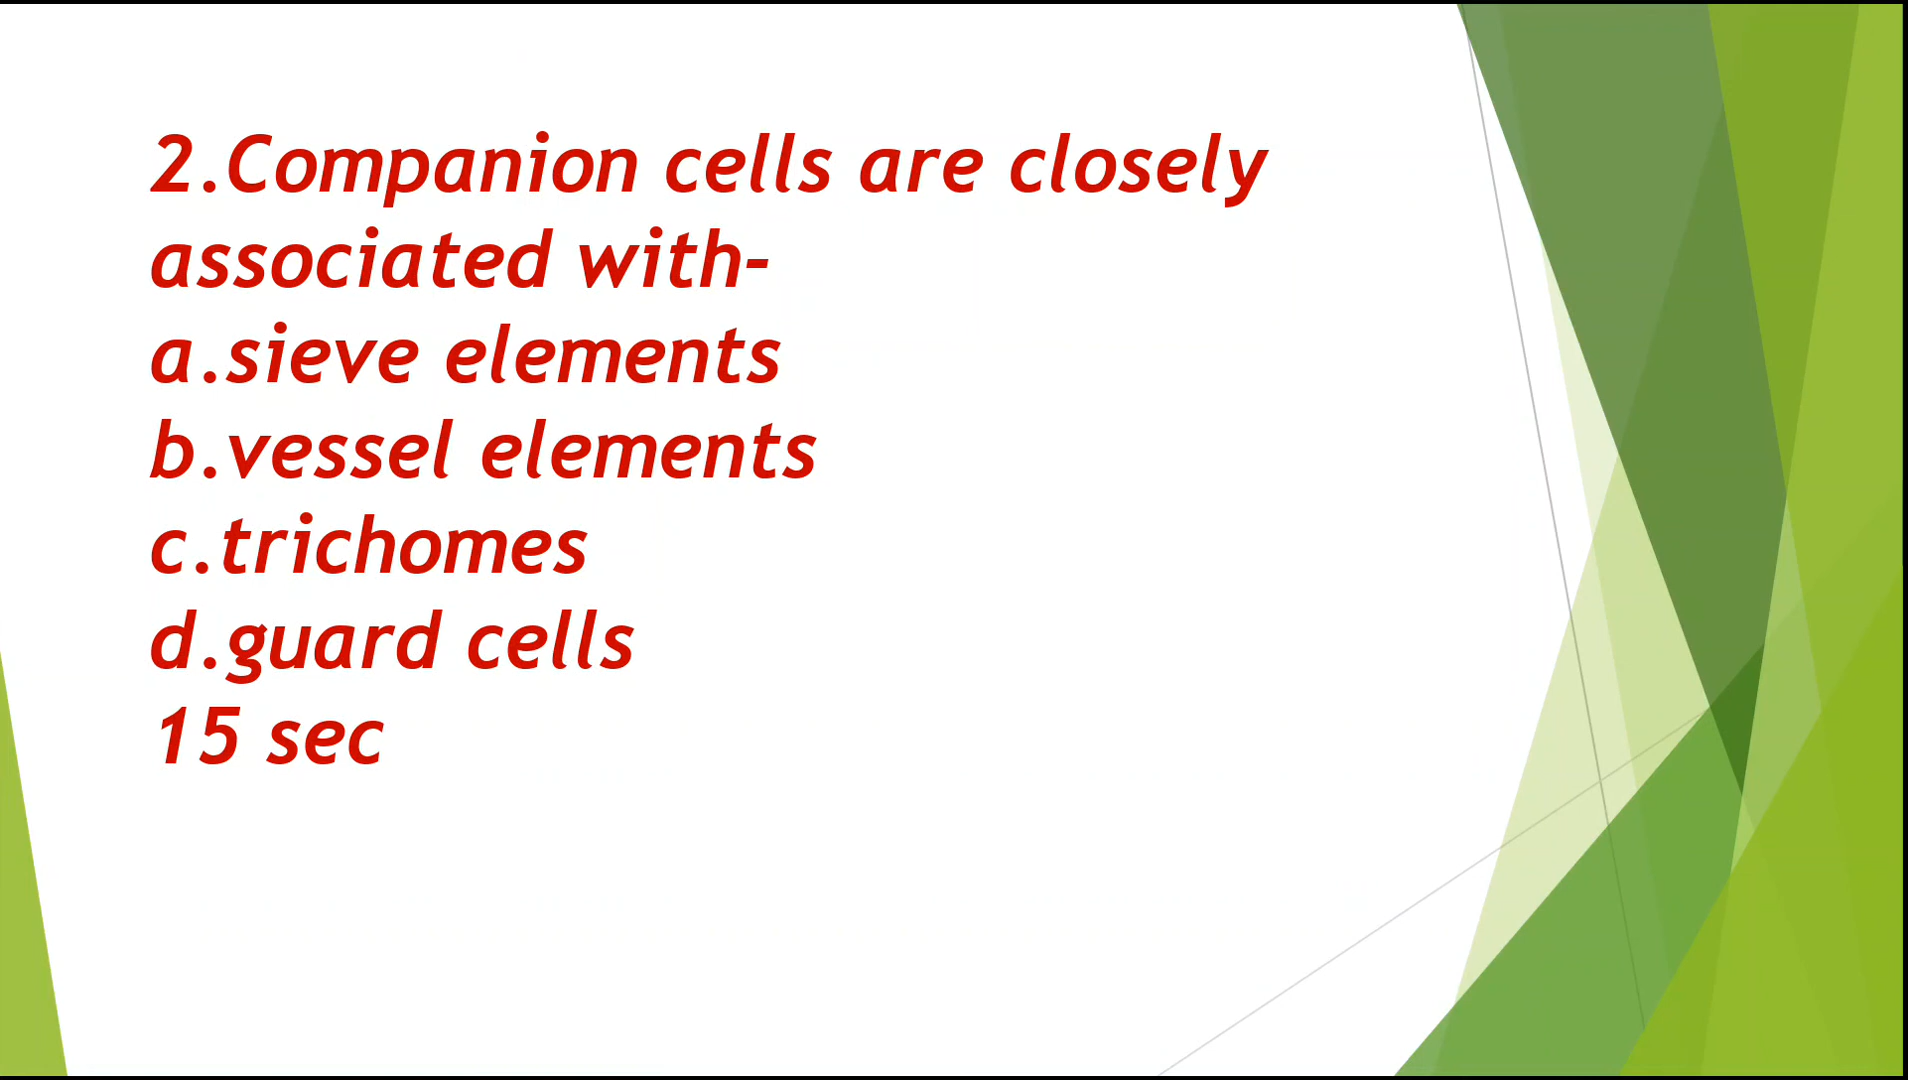 2.Companion cells are closely
associated with-
a.sieve elements
b.vessel elements
c.trichomes
d.guard cells
15 sec